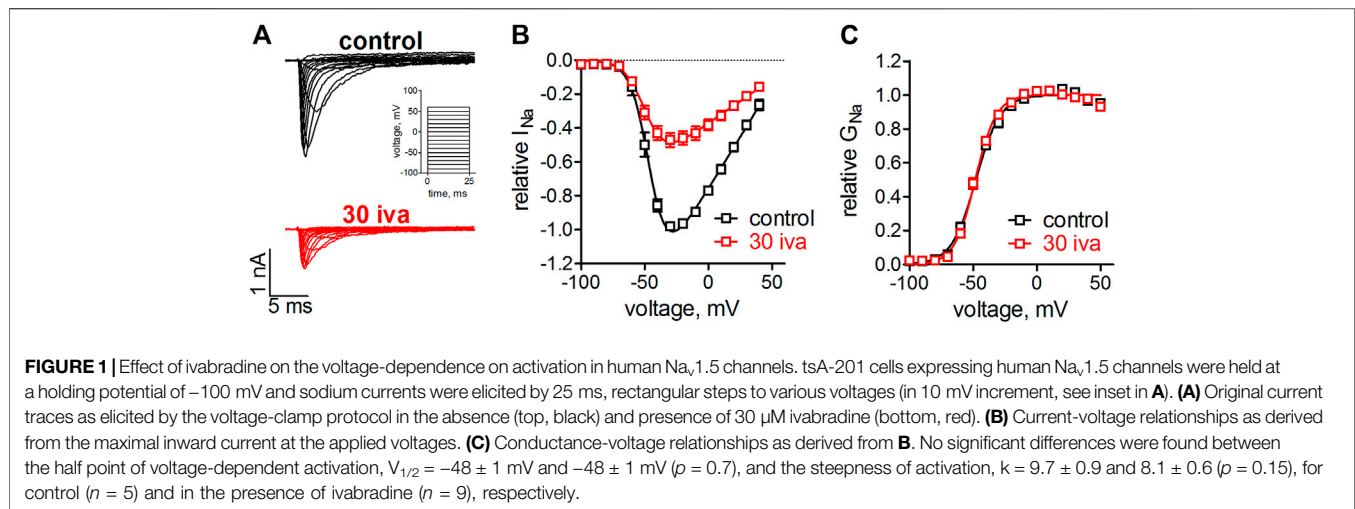 A
control
voltage, mV
100
50
0
-50
-100
0
25
time, ms
30 iva
1 nA
5 ms
B
relative I_Na
0.0
-0.2
-0.4
-0.6
-0.8
-1.0
-1.2
-100
-50
0
50
voltage, mV
control
30 iva
C
relative G_Na
1.2
1.0
0.8
0.6
0.4
0.2
0.0
-100
-50
0
50
voltage, mV
control
30 iva
FIGURE 1 | Effect of ivabradine on the voltage-dependence on activation in human Naᵥ1.5 channels. tsA-201 cells expressing human Naᵥ1.5 channels were held at
a holding potential of −100 mV and sodium currents were elicited by 25 ms, rectangular steps to various voltages (in 10 mV increment, see inset in A). (A) Original current
traces as elicited by the voltage-clamp protocol in the absence (top, black) and presence of 30 µM ivabradine (bottom, red). (B) Current-voltage relationships as derived
from the maximal inward current at the applied voltages. (C) Conductance-voltage relationships as derived from B. No significant differences were found between
the half point of voltage-dependent activation, V₁/₂ = −48 ± 1 mV and −48 ± 1 mV (p = 0.7), and the steepness of activation, k = 9.7 ± 0.9 and 8.1 ± 0.6 (p = 0.15), for
control (n = 5) and in the presence of ivabradine (n = 9), respectively.